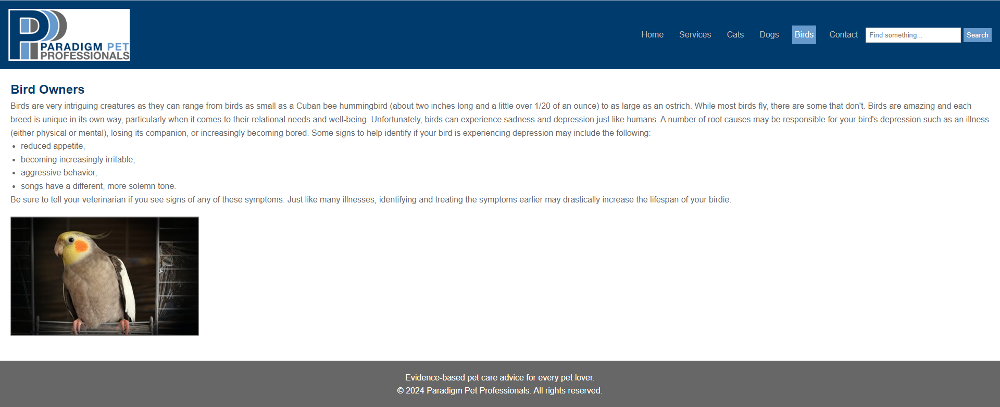 PARADIGM PET
PROFESSIONALS
Home Services Cats Dogs Birds Contact Find something... Search
Bird Owners
Birds are very intriguing creatures as they can range from birds as small as a Cuban bee hummingbird (about two inches long and a little over 1/20 of an ounce) to as large as an ostrich. While most birds fly, there are some that don't. Birds are amazing and each
breed is unique in its own way, particularly when it comes to their relational needs and well-being. Unfortunately, birds can experience sadness and depression just like humans. A number of root causes may be responsible for your bird's depression such as an illness
(either physical or mental), losing its companion, or increasingly becoming bored. Some signs to help identify if your bird is experiencing depression may include the following:
• reduced appetite,
• becoming increasingly irritable,
• aggressive behavior,
• songs have a different, more solemn tone.
Be sure to tell your veterinarian if you see signs of any of these symptoms. Just like many illnesses, identifying and treating the symptoms earlier may drastically increase the lifespan of your birdie.
Evidence-based pet care advice for every pet lover.
© 2024 Paradigm Pet Professionals. All rights reserved.